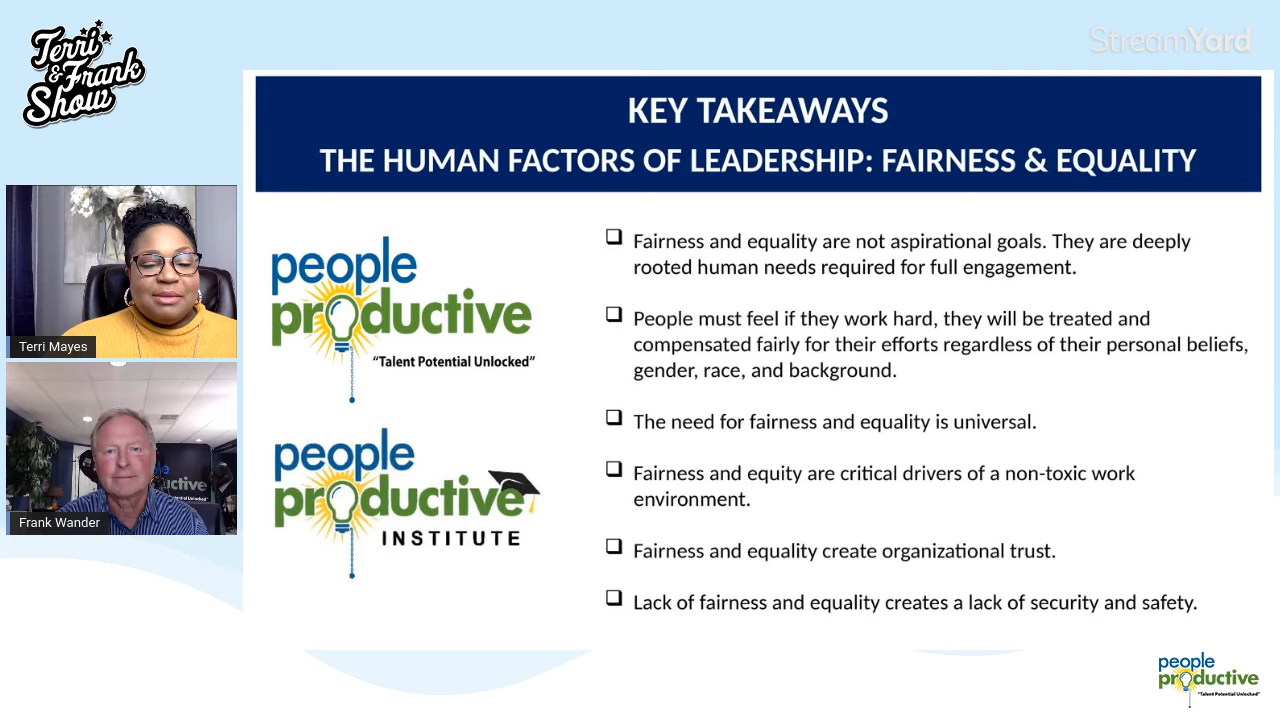 Terri
& Frank
Show
StreamYard
KEY TAKEAWAYS
THE HUMAN FACTORS OF LEADERSHIP: FAIRNESS & EQUALITY
people
productive
“Talent Potential Unlocked”
people
productive
INSTITUTE
Fairness and equality are not aspirational goals. They are deeply
rooted human needs required for full engagement.
People must feel if they work hard, they will be treated and
compensated fairly for their efforts regardless of their personal beliefs,
gender, race, and background.
The need for fairness and equality is universal.
Fairness and equity are critical drivers of a non-toxic work
environment.
Fairness and equality create organizational trust.
Lack of fairness and equality creates a lack of security and safety.
Terri Mayes
Frank Wander
people
productive
“Talent Potential Unlocked”